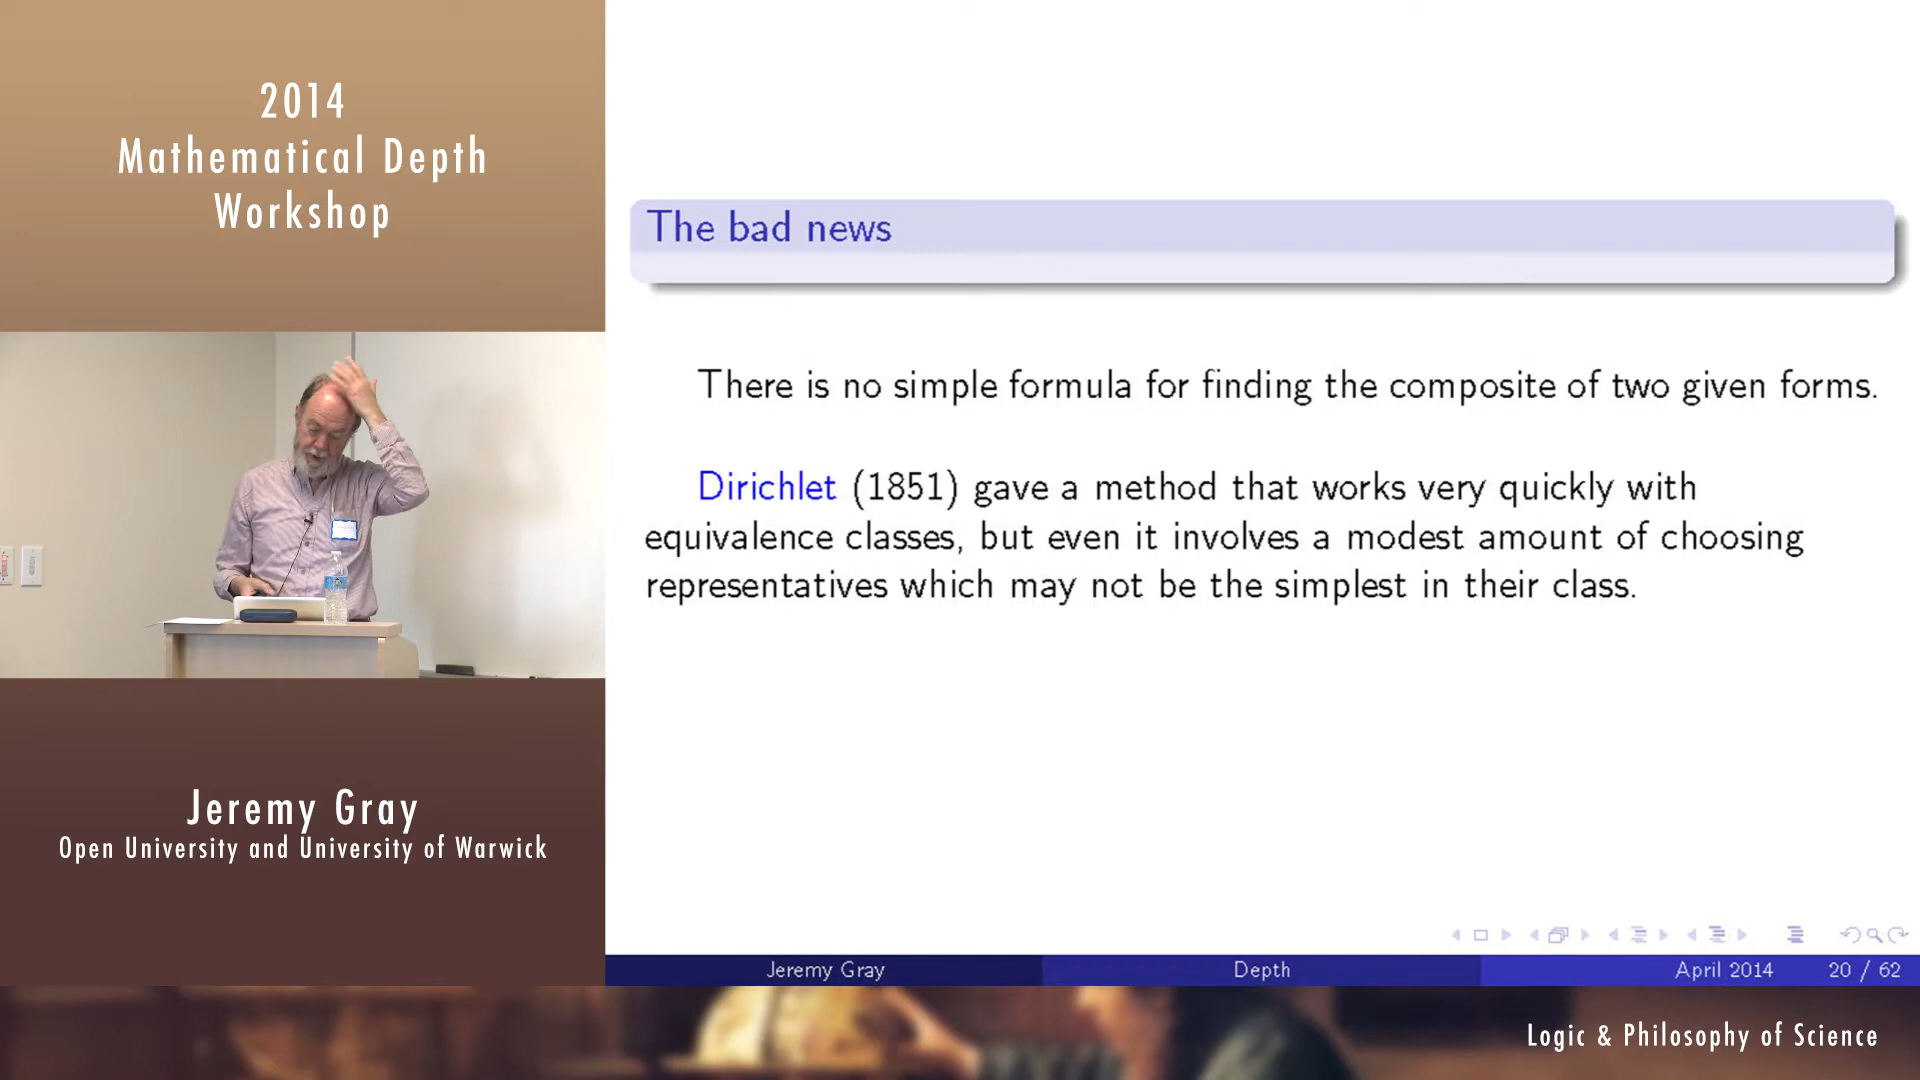 2014
Mathematical Depth
Workshop
The bad news
There is no simple formula for finding the composite of two given forms.
Dirichlet (1851) gave a method that works very quickly with
equivalence classes, but even it involves a modest amount of choosing
representatives which may not be the simplest in their class.
Jeremy Gray
Open University and University of Warwick
Jeremy Gray
Depth
April 2014
20 / 62
Logic & Philosophy of Science